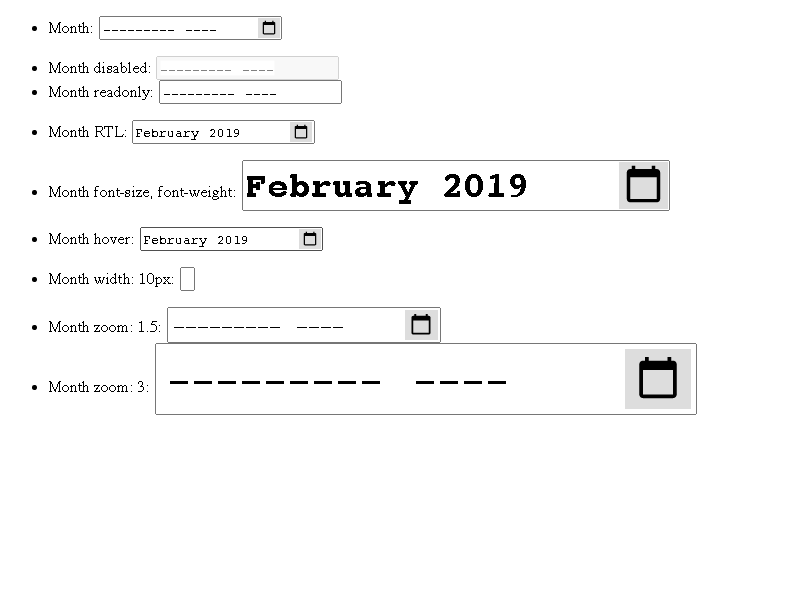 Month: --------- ----
Month disabled: --------- ----
Month readonly: --------- ----
Month RTL: February 2019
Month font-size, font-weight: February 2019
Month hover: February 2019
Month width: 10px:
Month zoom: 1.5: --------- ----
Month zoom: 3: --------- ----